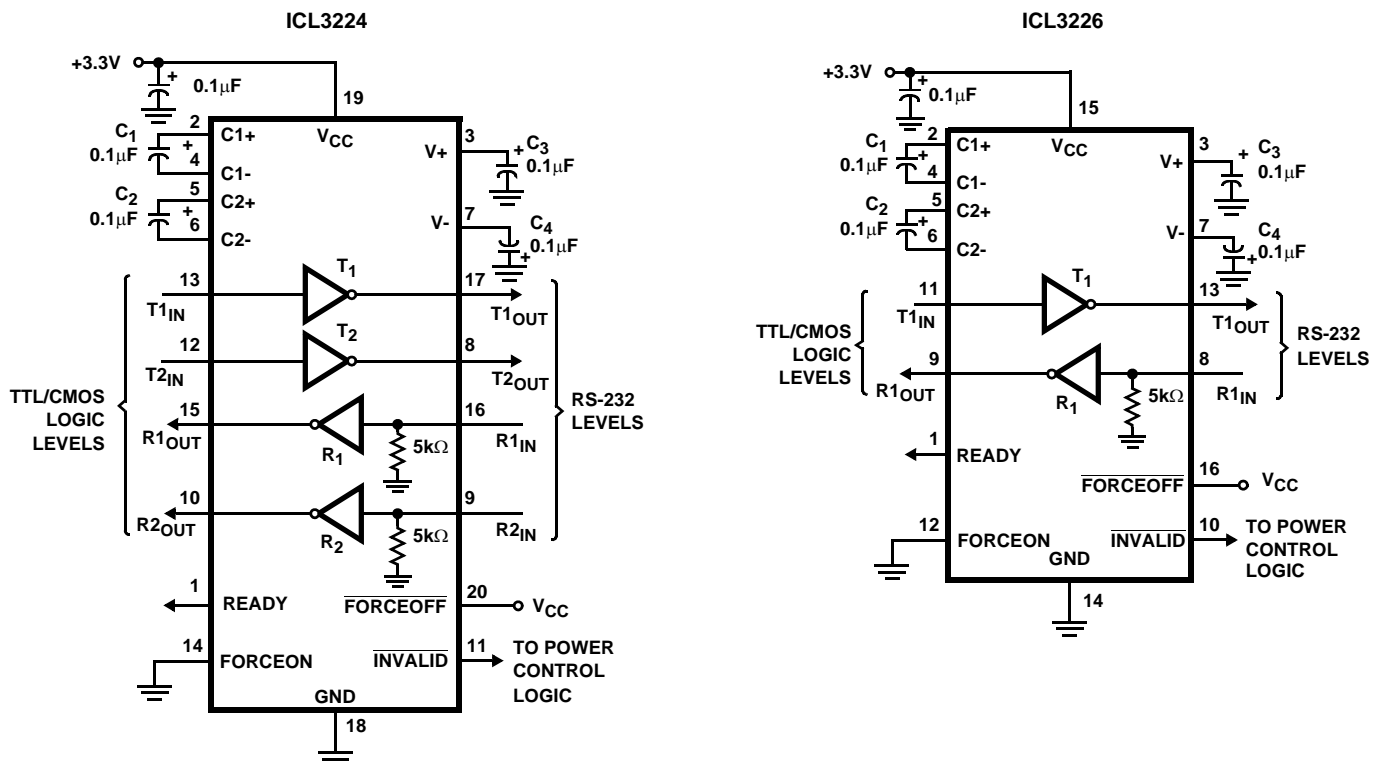 ICL3224
+3.3V
+
0.1μF
19
VCC
C1
0.1μF
+
2
C1+
4
C1-
C2
0.1μF
+
5
C2+
6
C2-
3
V+
+
C3
0.1μF
7
V-
C4
0.1μF
+
13
T1IN
T1
17
T1OUT
12
T2IN
T2
8
T2OUT
TTL/CMOS
LOGIC
LEVELS
RS-232
LEVELS
15
R1OUT
R1
5kΩ
16
R1IN
10
R2OUT
R2
5kΩ
9
R2IN
1
READY
FORCEOFF
20
VCC
14
FORCEON
INVALID
11
TO POWER
CONTROL
LOGIC
GND
18
ICL3226
+3.3V
+
0.1μF
15
VCC
C1
0.1μF
+
2
C1+
4
C1-
C2
0.1μF
+
5
C2+
6
C2-
3
V+
+
C3
0.1μF
7
V-
C4
0.1μF
+
11
T1IN
T1
13
T1OUT
TTL/CMOS
LOGIC
LEVELS
RS-232
LEVELS
9
R1OUT
R1
5kΩ
8
R1IN
1
READY
FORCEOFF
16
VCC
12
FORCEON
INVALID
10
TO POWER
CONTROL
LOGIC
GND
14